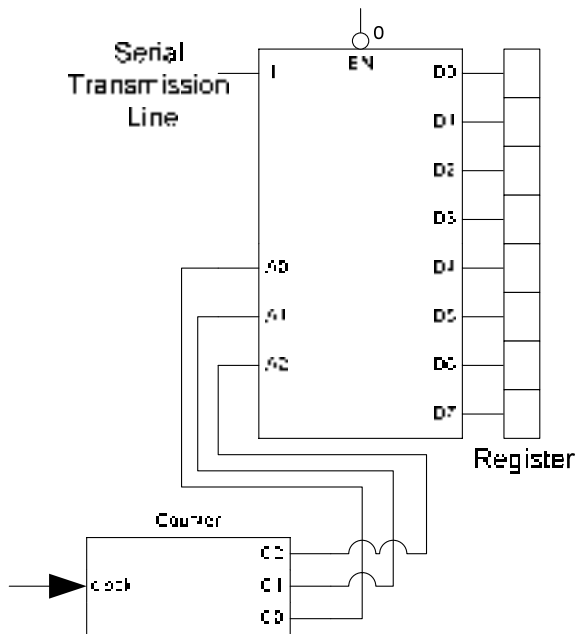 0
Serial
Transmission
Line
I
EN
D0
D1
D2
D3
A0
D4
A1
D5
A2
D6
D7
Register
Counter
C2
clock
C1
C0